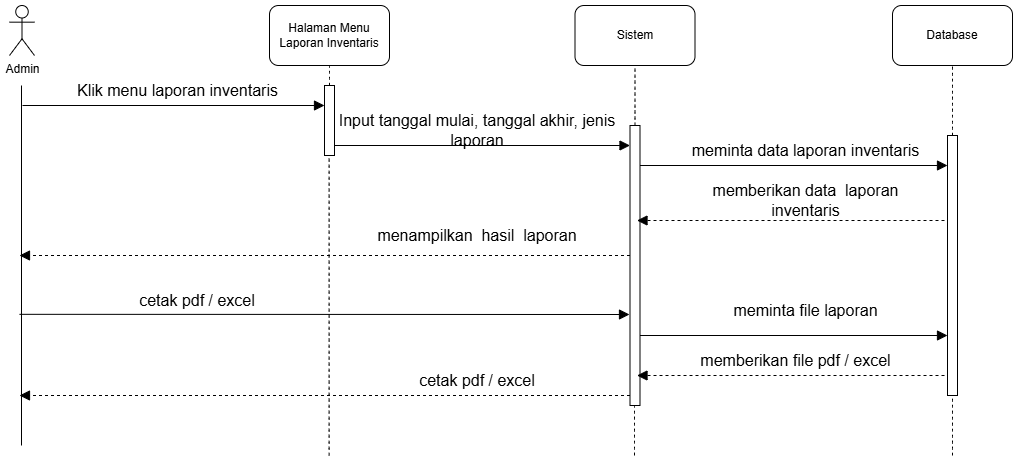 Halaman Menu
Laporan Inventaris
Sistem
Database
Admin
Klik menu laporan inventaris
Input tanggal mulai, tanggal akhir, jenis
laporan
meminta data laporan inventaris
memberikan data  laporan
inventaris
menampilkan  hasil  laporan
cetak pdf / excel
meminta file laporan
memberikan file pdf / excel
cetak pdf / excel